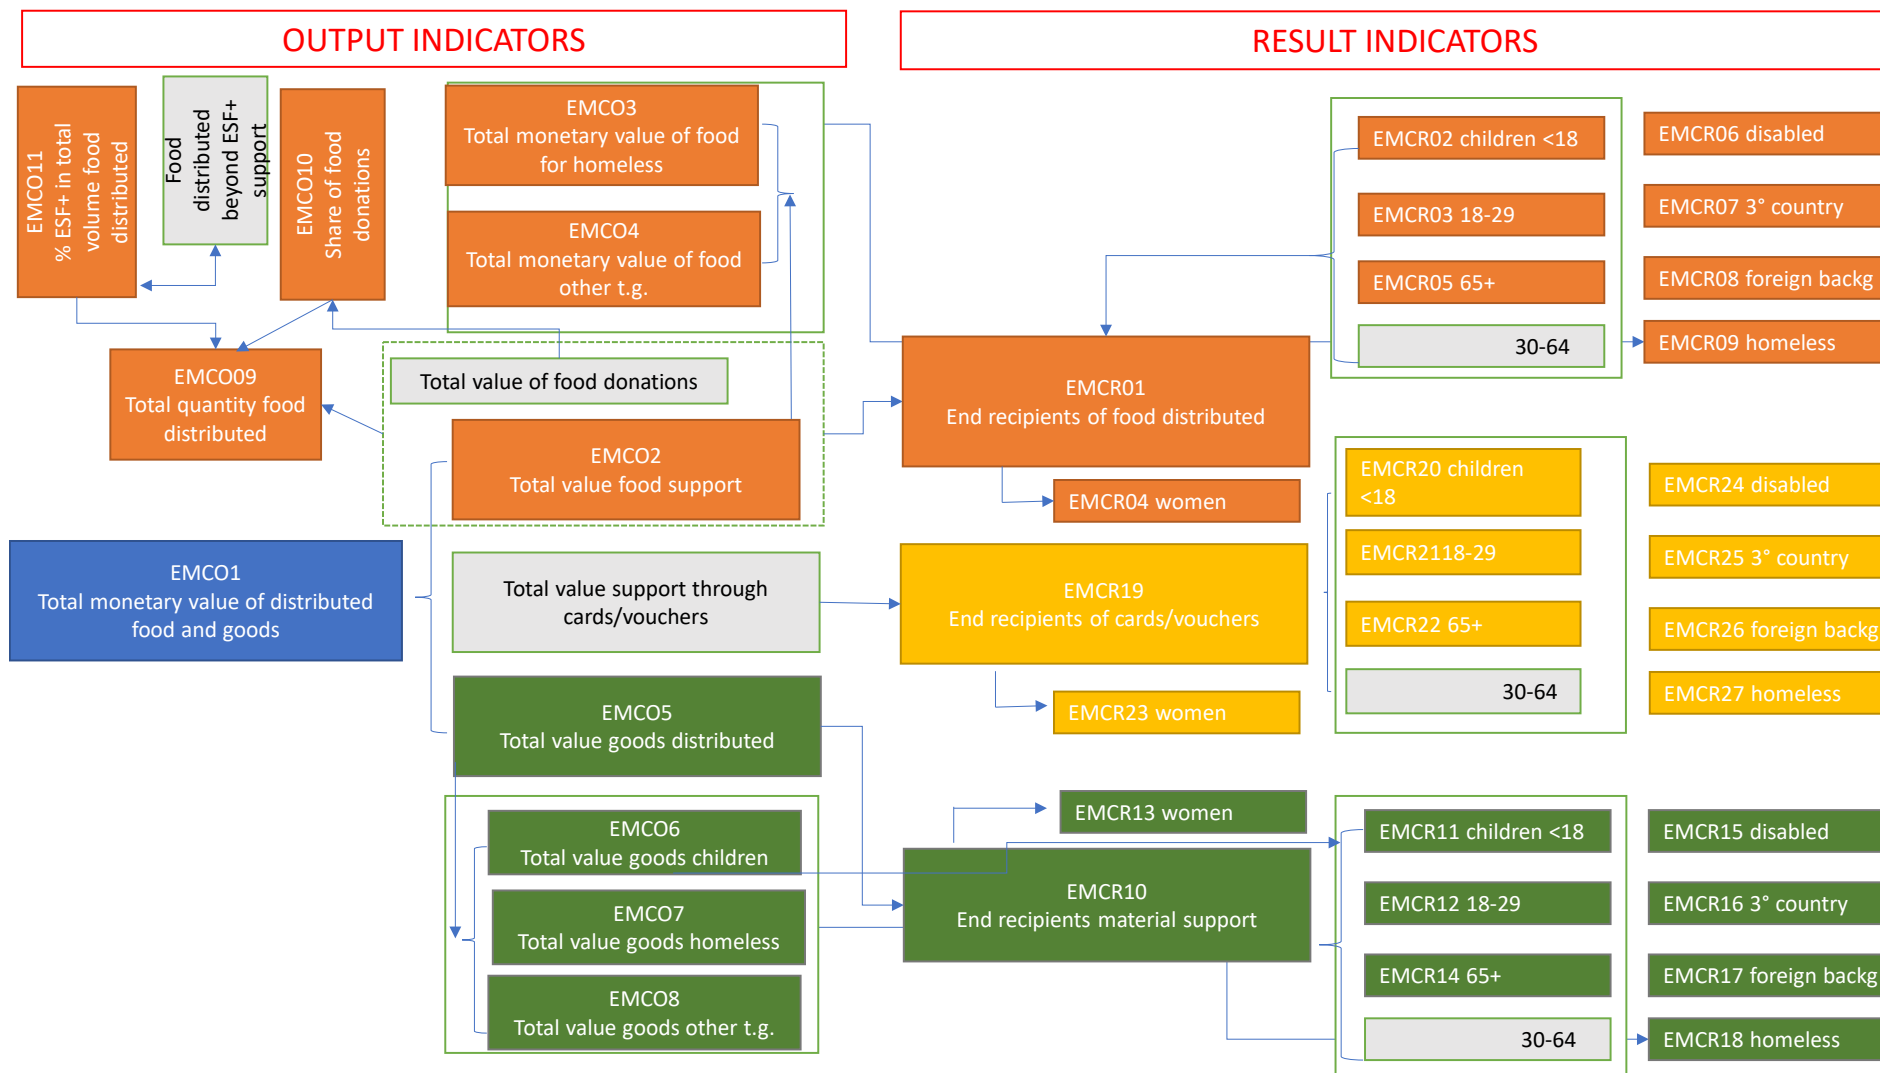 OUTPUT INDICATORS
RESULT INDICATORS
EMCO11
% ESF+ in total
volume food
distributed
Food
distributed
beyond ESF+
support
EMCO10
Share of food
donations
EMCO3
Total monetary value of food
for homeless
EMCO4
Total monetary value of food
other t.g.
EMCO09
Total quantity food
distributed
Total value of food donations
EMCO2
Total value food support
EMCO1
Total monetary value of distributed
food and goods
Total value support through
cards/vouchers
EMCO5
Total value goods distributed
EMCO6
Total value goods children
EMCO7
Total value goods homeless
EMCO8
Total value goods other t.g.
EMCR01
End recipients of food distributed
EMCR04 women
EMCR02 children <18
EMCR03 18-29
EMCR05 65+
30-64
EMCR06 disabled
EMCR07 3° country
EMCR08 foreign backg
EMCR09 homeless
EMCR19
End recipients of cards/vouchers
EMCR23 women
EMCR20 children
<18
EMCR2118-29
EMCR22 65+
30-64
EMCR24 disabled
EMCR25 3° country
EMCR26 foreign backg
EMCR27 homeless
EMCR13 women
EMCR10
End recipients material support
EMCR11 children <18
EMCR12 18-29
EMCR14 65+
30-64
EMCR15 disabled
EMCR16 3° country
EMCR17 foreign backg
EMCR18 homeless